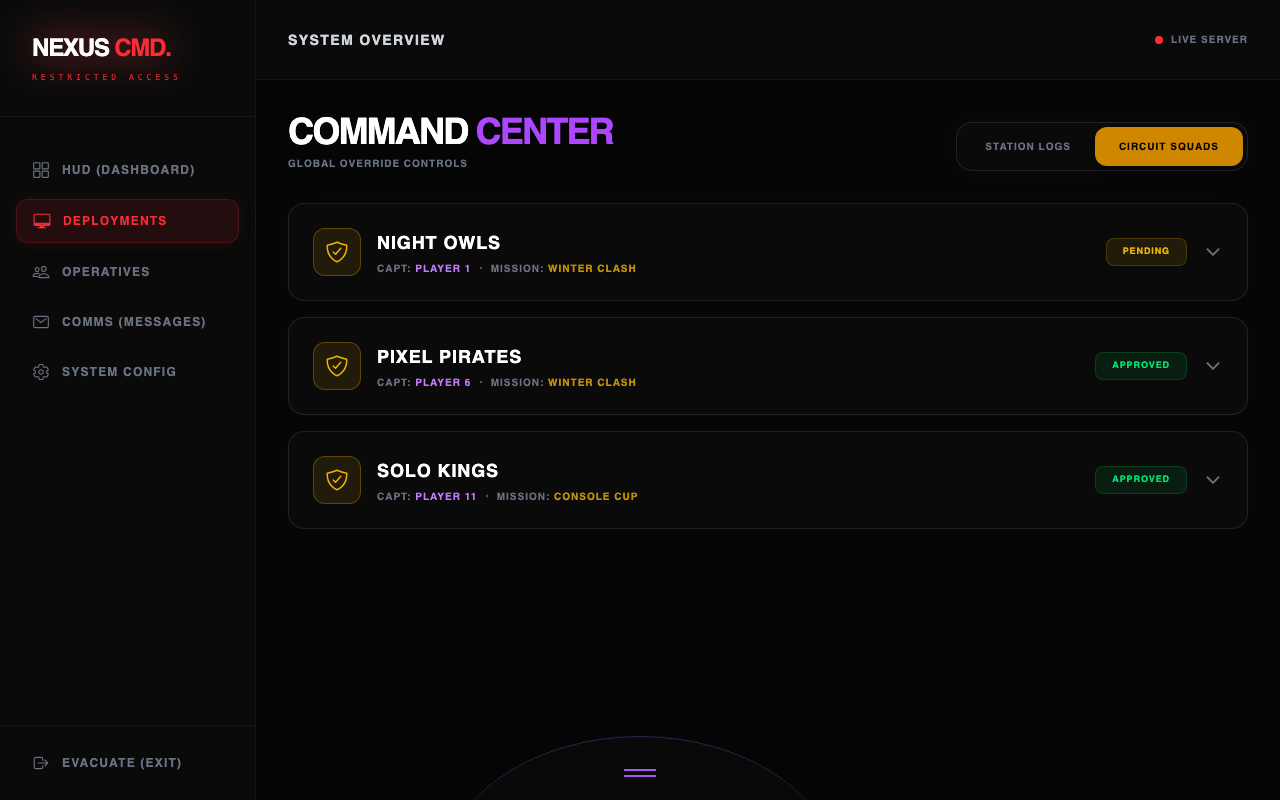 NEXUS CMD.
RESTRICTED ACCESS
HUD (DASHBOARD)
DEPLOYMENTS
OPERATIVES
COMMS (MESSAGES)
SYSTEM CONFIG
EVACUATE (EXIT)
SYSTEM OVERVIEW
LIVE SERVER
COMMAND CENTER
GLOBAL OVERRIDE CONTROLS
STATION LOGS
CIRCUIT SQUADS
NIGHT OWLS
CAPT: PLAYER 1 · MISSION: WINTER CLASH
PENDING
PIXEL PIRATES
CAPT: PLAYER 6 · MISSION: WINTER CLASH
APPROVED
SOLO KINGS
CAPT: PLAYER 11 · MISSION: CONSOLE CUP
APPROVED